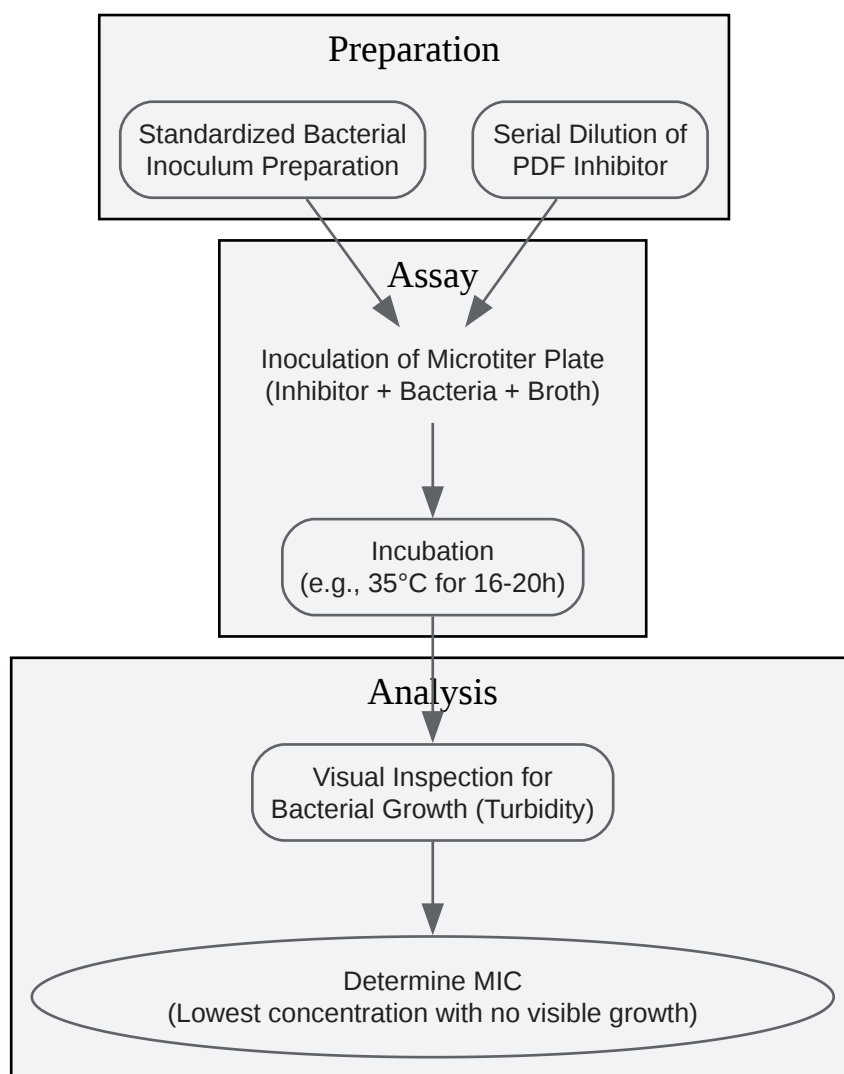 Preparation
Standardized Bacterial
Inoculum Preparation
Serial Dilution of
PDF Inhibitor
Assay
Inoculation of Microtiter Plate
(Inhibitor + Bacteria + Broth)
Incubation
(e.g., 35°C for 16-20h)
Analysis
Visual Inspection for
Bacterial Growth (Turbidity)
Determine MIC
(Lowest concentration with no visible growth)